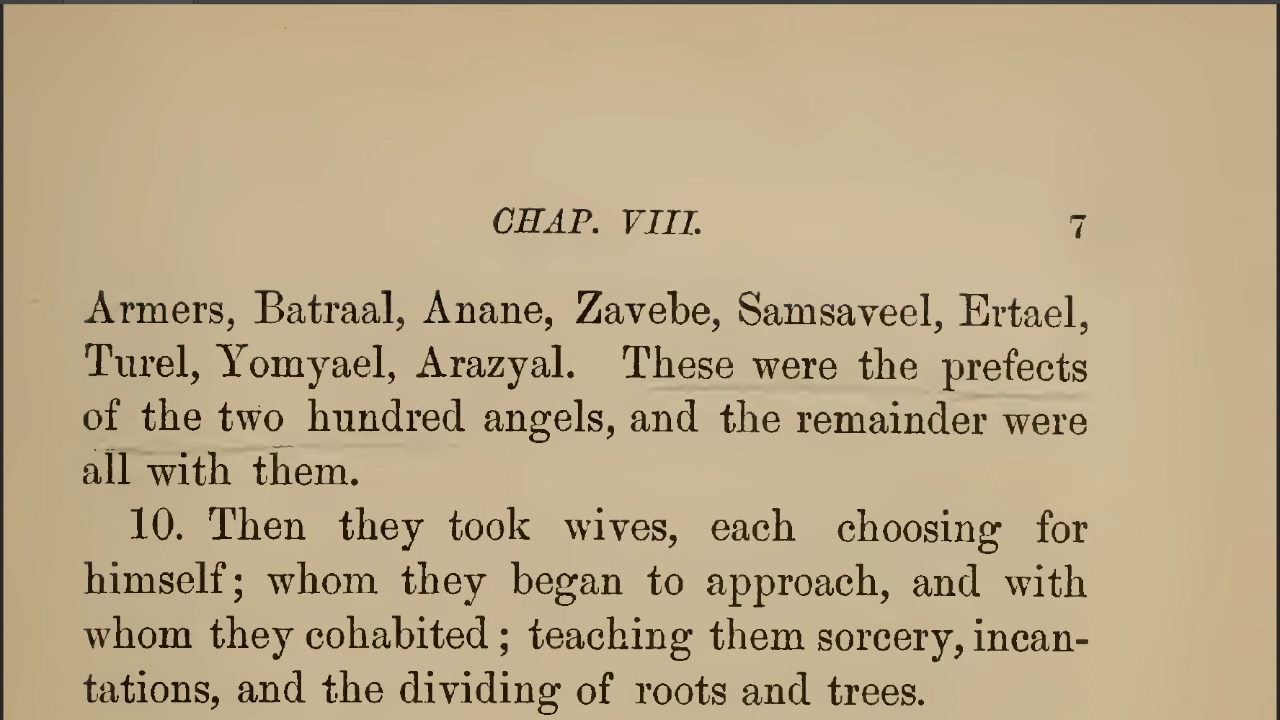 CHAP. VIII. 7
Armers, Batraal, Anane, Zavebe, Samsaveel, Ertael,
Turel, Yomyael, Arazyal. These were the prefects
of the two hundred angels, and the remainder were
all with them.
10. Then they took wives, each choosing for
himself; whom they began to approach, and with
whom they cohabited; teaching them sorcery, incan-
tations, and the dividing of roots and trees.